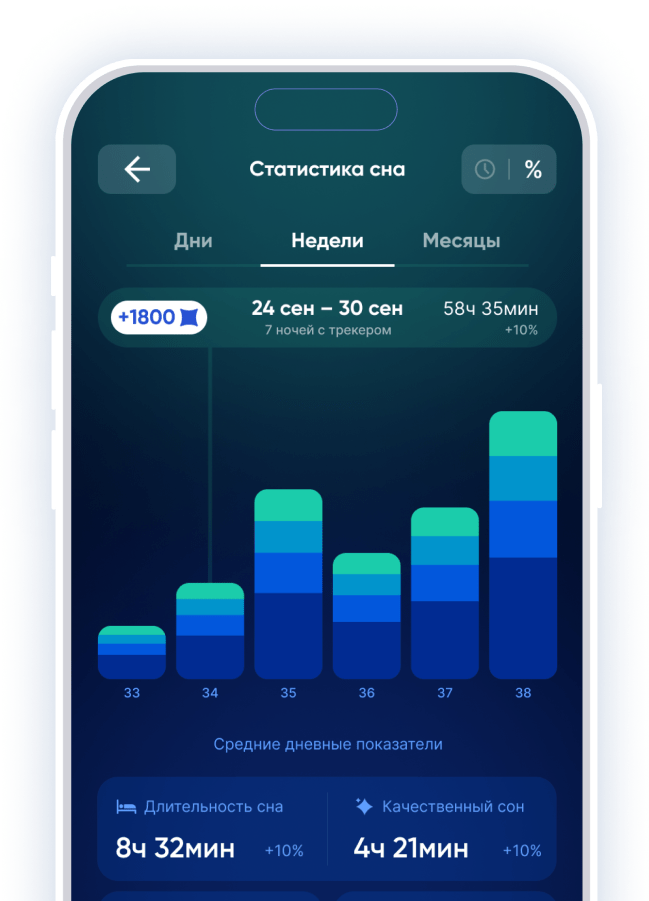 Статистика сна
%
Дни Недели Месяцы
+1800 24 сен – 30 сен 58ч 35мин
7 ночей с трекером +10%
33 34 35 36 37 38
Средние дневные показатели
Длительность сна Качественный сон
8ч 32мин +10% 4ч 21мин +10%